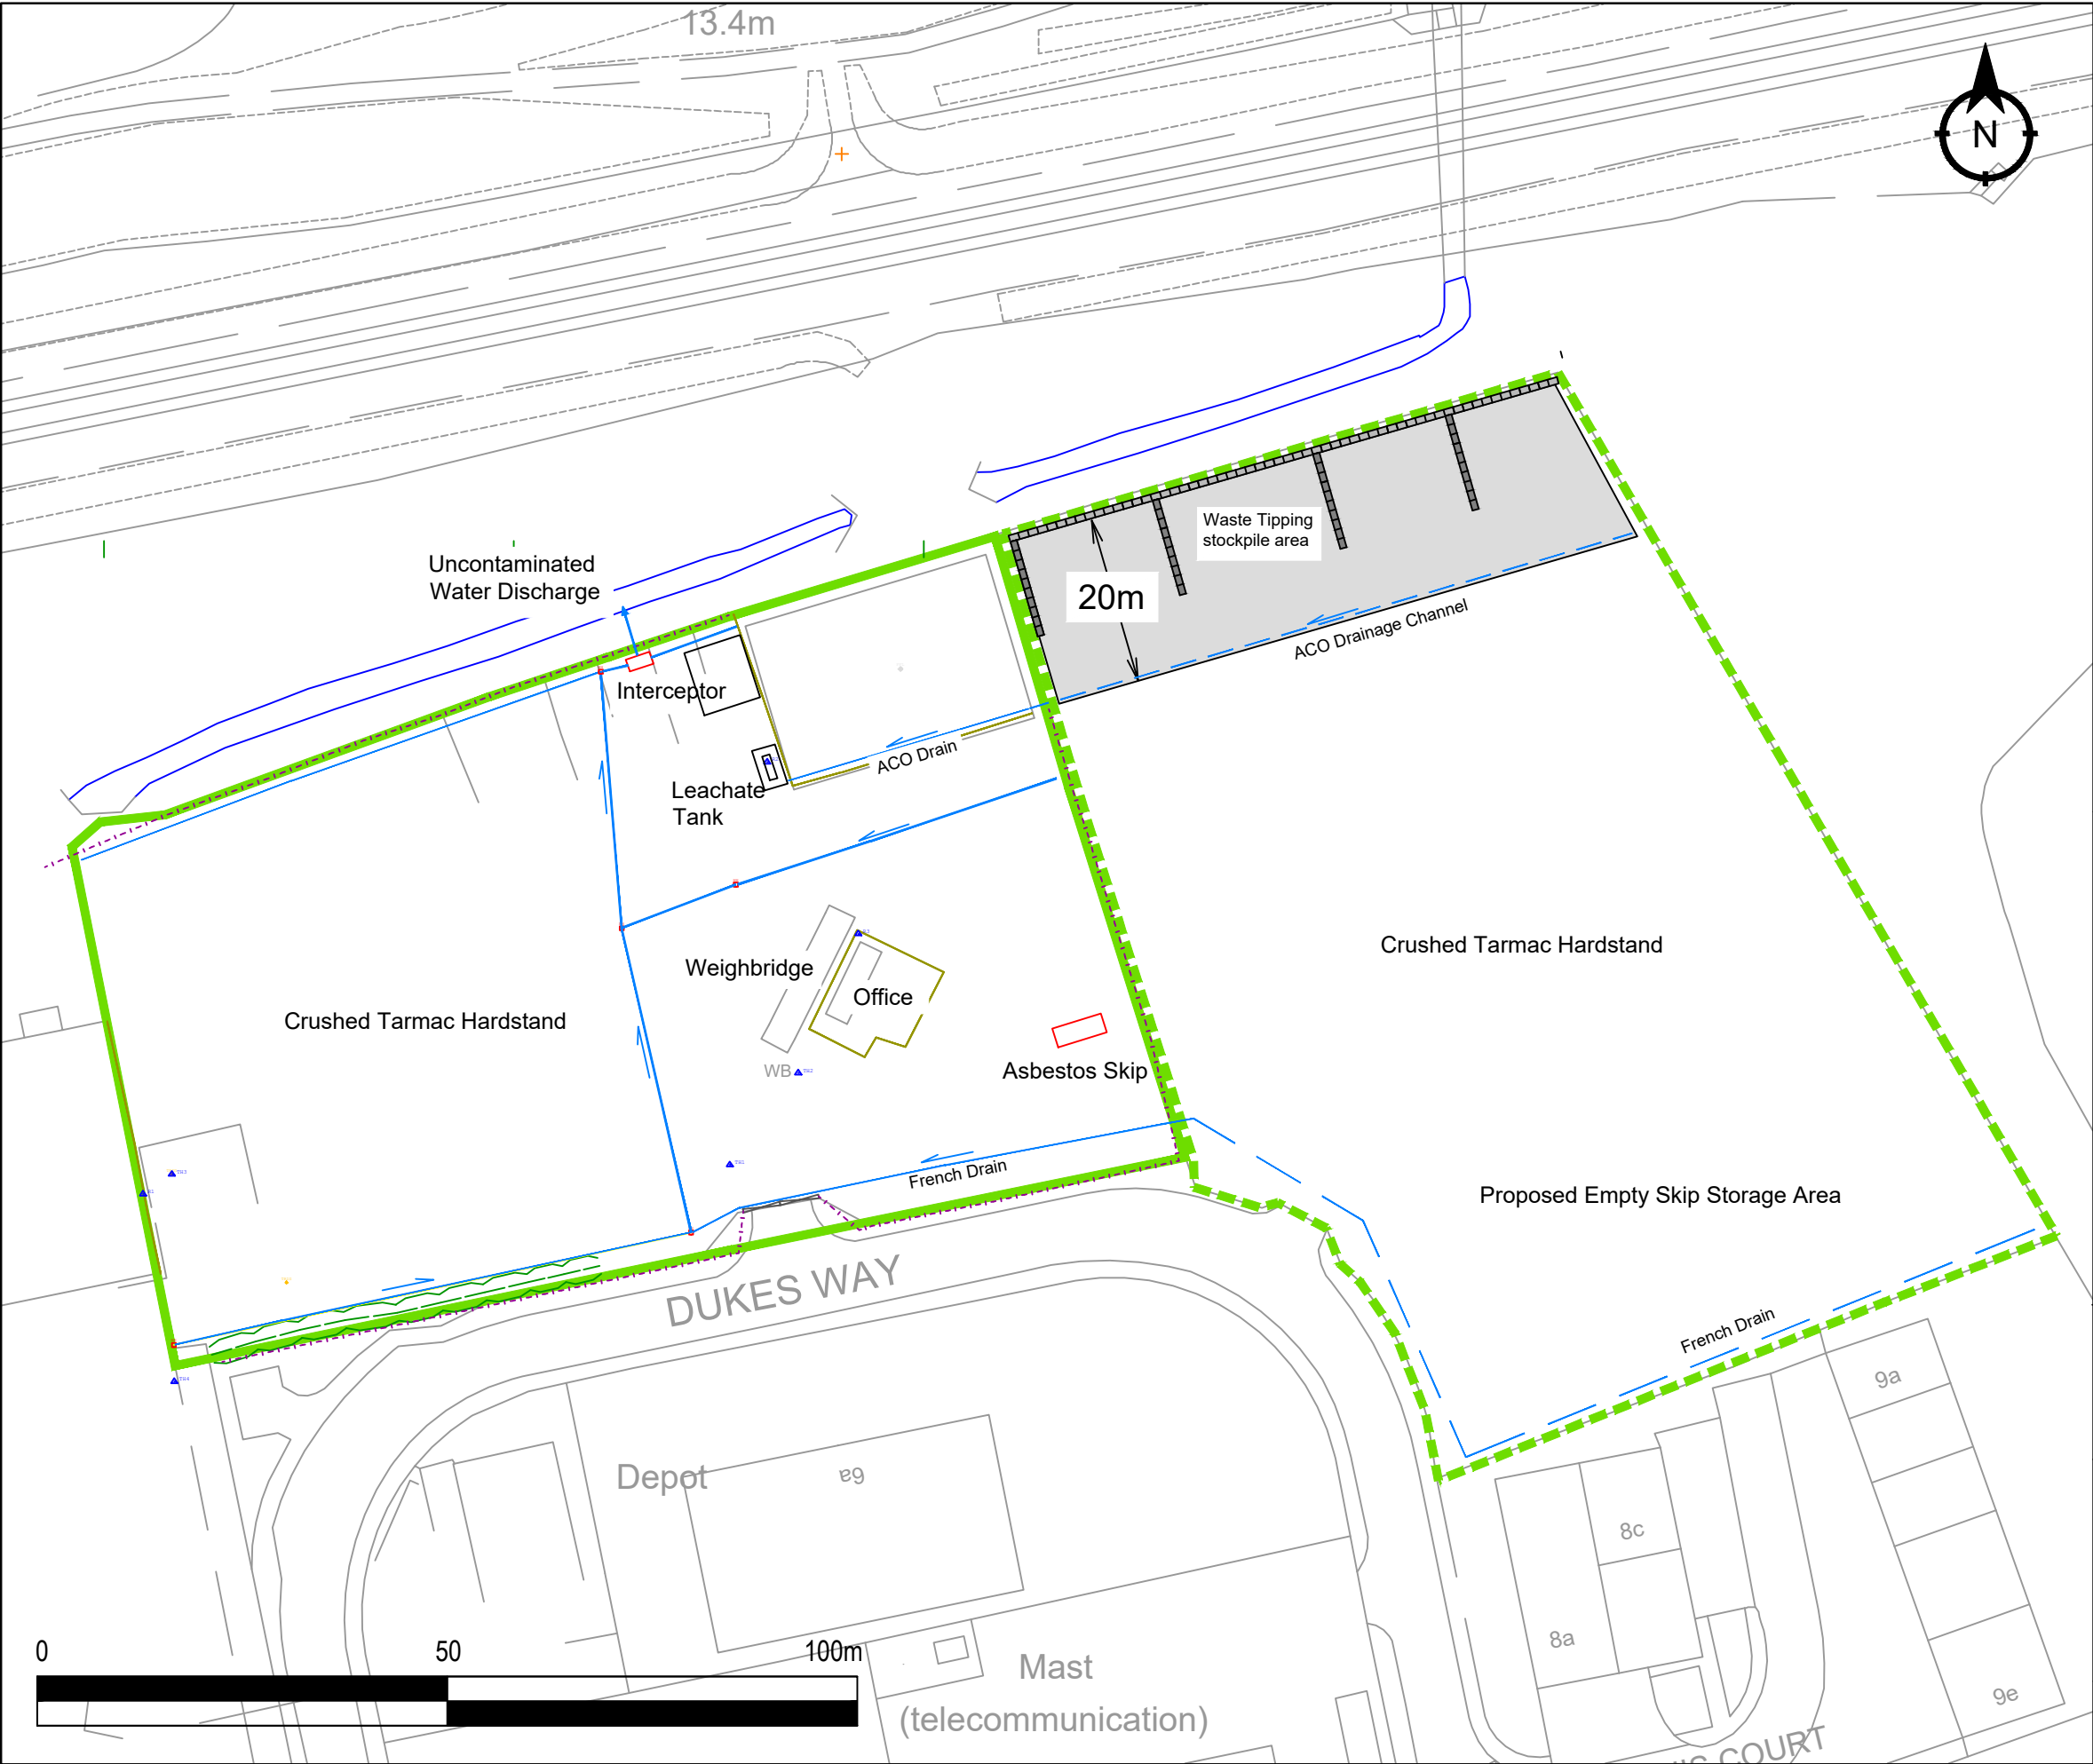 13.4m
N
Uncontaminated
Water Discharge
Waste Tipping
stockpile area
20m
ACO Drainage Channel
Interceptor
ACO Drain
Leachate
Tank
Crushed Tarmac Hardstand
Weighbridge
Office
Crushed Tarmac Hardstand
Asbestos Skip
WB
French Drain
Proposed Empty Skip Storage Area
DUKES WAY
French Drain
9a
Depot
6a
8c
8a
9e
Mast
(telecommunication)
COURT
0 50 100m